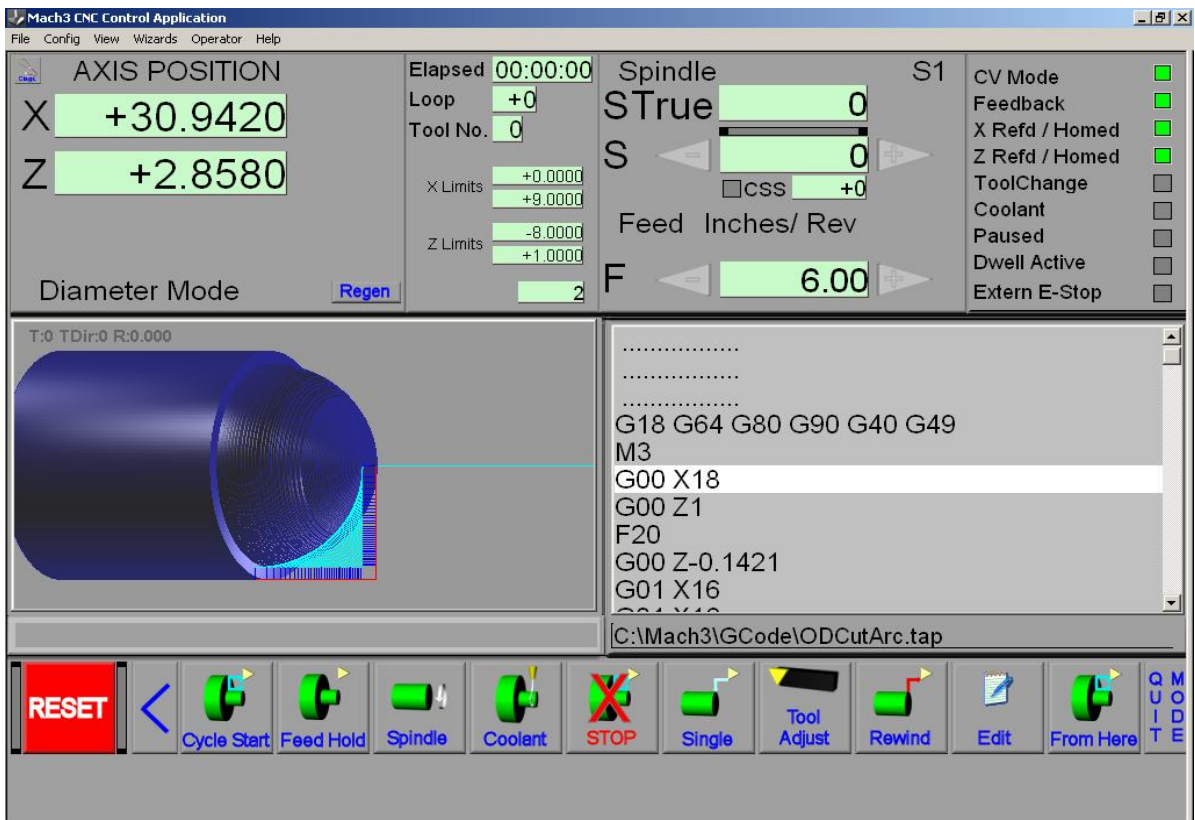 Mach3 CNC Control Application
File Config View Wizards Operator Help
AXIS POSITION
X +30.9420
Z +2.8580
Diameter Mode Regen
Elapsed 00:00:00
Loop +0
Tool No. 0
X Limits +0.0000
+9.0000
Z Limits -8.0000
+1.0000
2
Spindle S1
STrue 0
S 0
CSS +0
Feed Inches/ Rev
F 6.00
CV Mode
Feedback
X Refd / Homed
Z Refd / Homed
ToolChange
Coolant
Paused
Dwell Active
Extern E-Stop
T:0 TDir:0 R:0.000
.................
.................
.................
G18 G64 G80 G90 G40 G49
M3
G00 X18
G00 Z1
F20
G00 Z-0.1421
G01 X16
C:\Mach3\GCode\ODCutArc.tap
RESET
Cycle Start
Feed Hold
Spindle
Coolant
STOP
Single
Tool
Adjust
Rewind
Edit
From Here
QUIT
MODE